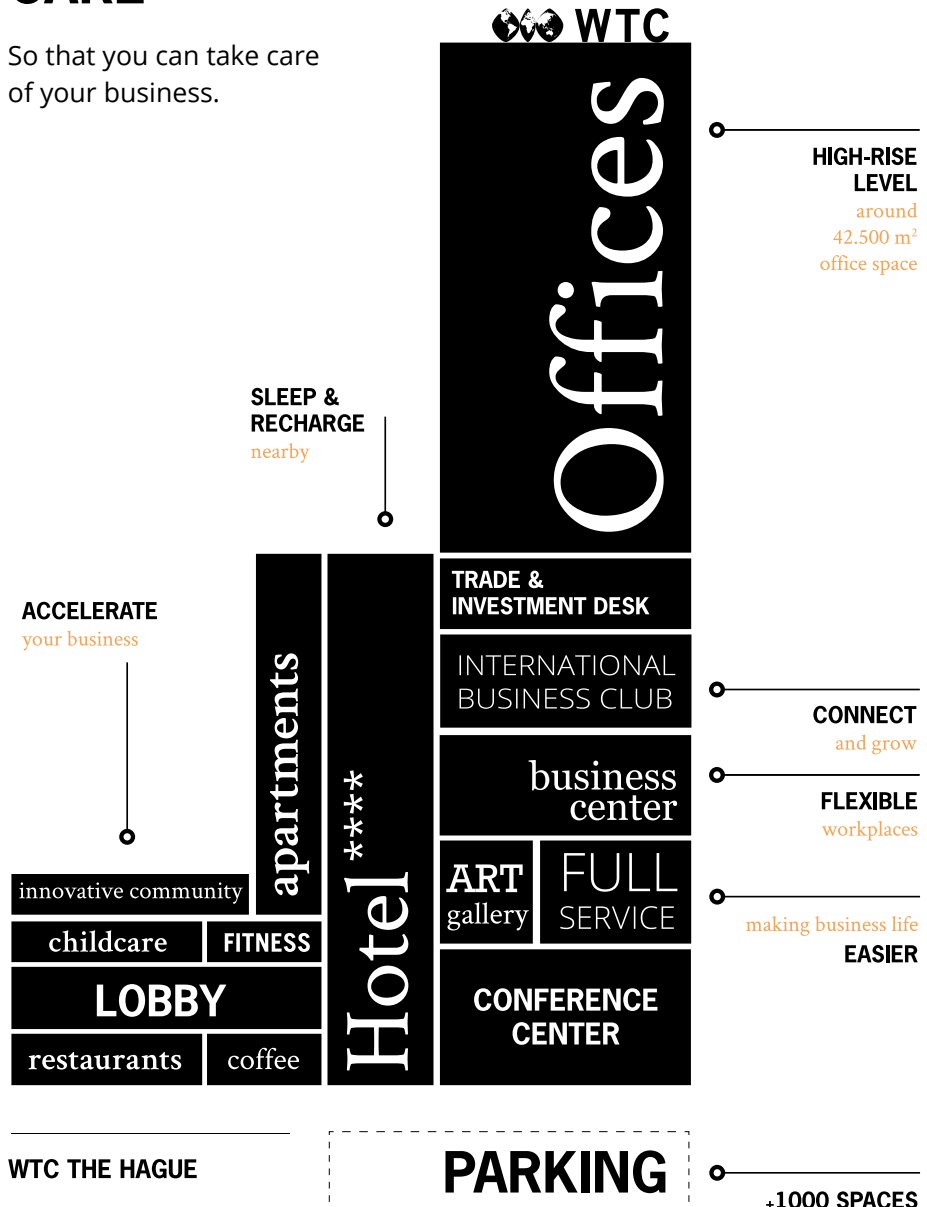 So that you can take care
of your business.
WTC
Offices
HIGH-RISE
LEVEL
around
42.500 m²
office space
SLEEP &
RECHARGE
nearby
ACCELERATE
your business
TRADE &
INVESTMENT DESK
INTERNATIONAL
BUSINESS CLUB
CONNECT
and grow
business
center
FLEXIBLE
workplaces
apartments
Hotel ****
innovative community
ART
gallery
FULL
SERVICE
making business life
EASIER
childcare
FITNESS
LOBBY
CONFERENCE
CENTER
restaurants
coffee
WTC THE HAGUE
PARKING
+1000 SPACES